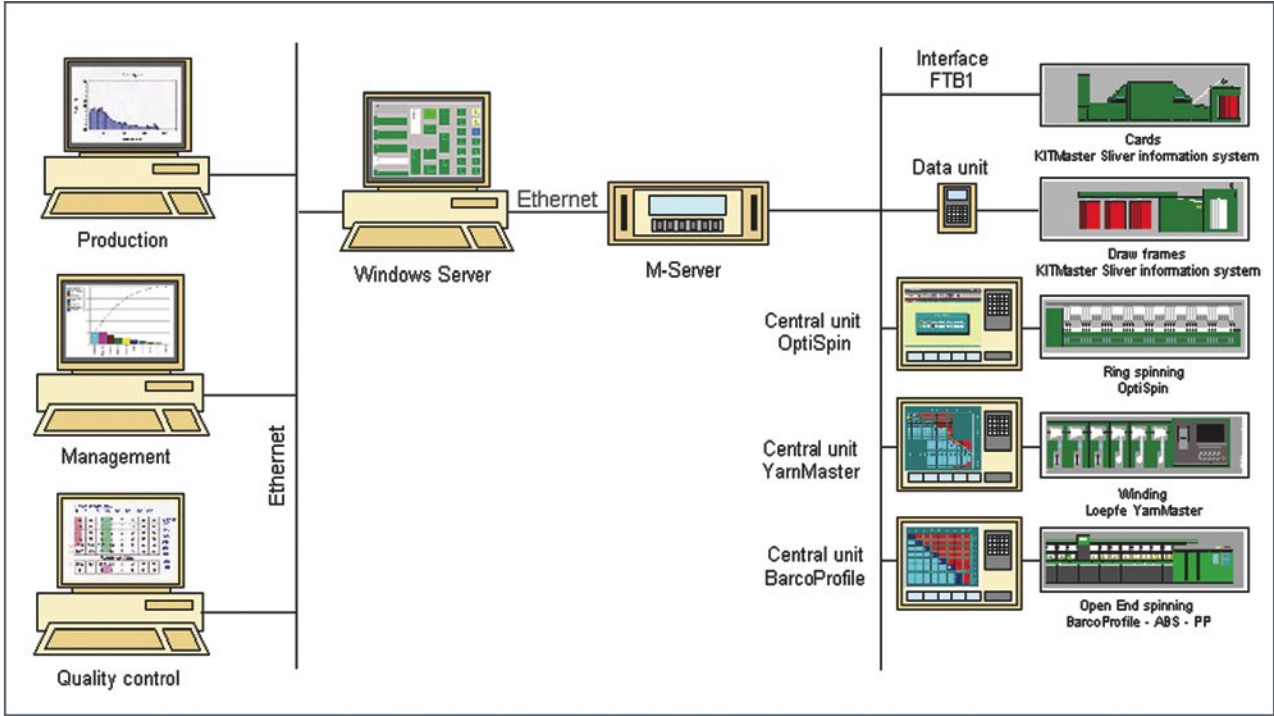 Production
Management
Quality control
Ethernet
Windows Server
Ethernet
M-Server
Interface
FTB1
Cards
KITMaster Sliver information system
Data unit
Draw frames
KITMaster Sliver information system
Central unit
OptiSpin
Ring spinning
OptiSpin
Central unit
YarnMaster
Winding
Loepfe YarnMaster
Central unit
BarcoProfile
Open End spinning
BarcoProfile - ABS - PP